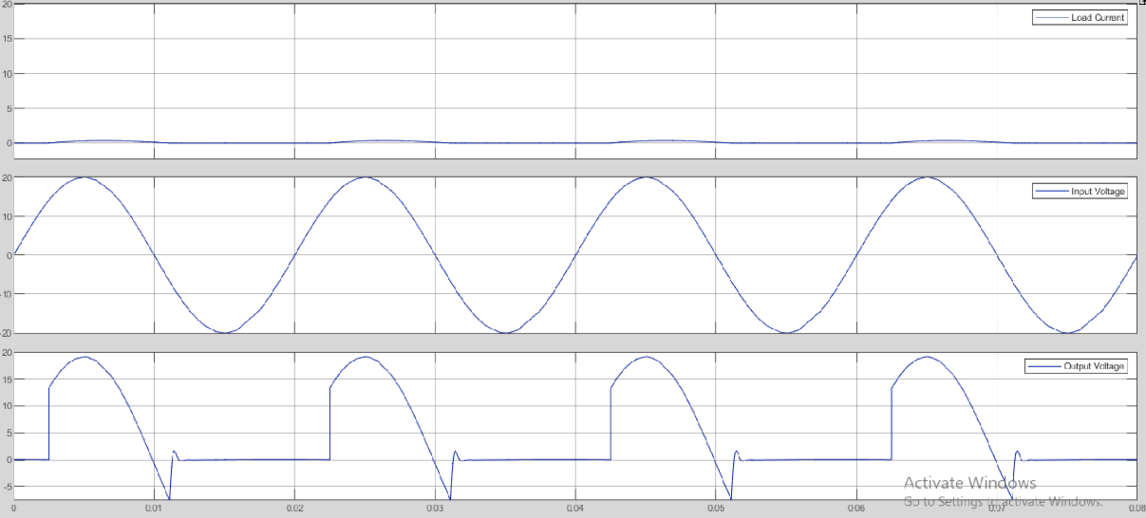 20
15
10
5
0
Load Current
20
10
0
-10
-20
Input Voltage
20
15
10
5
0
-5
Output Voltage
0 0.01 0.02 0.03 0.04 0.05 0.06 0.07 0.08
Activate Windows
Go to Settings to activate Windows.